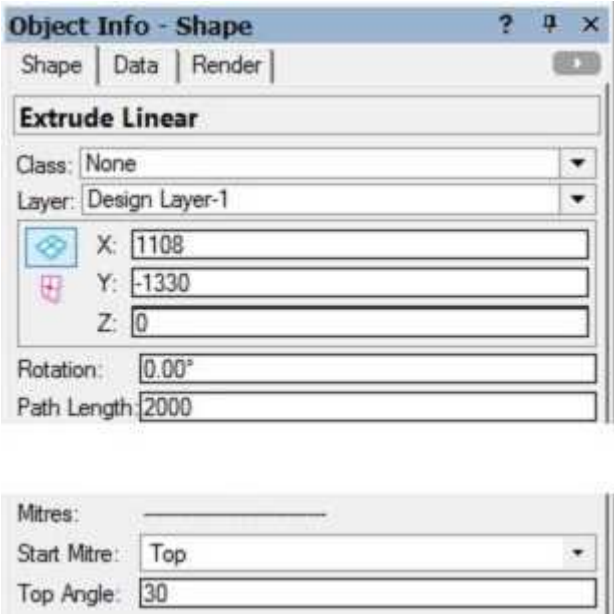 Object Info - Shape ? ×
Shape Data Render
Extrude Linear
Class: None
Layer: Design Layer-1
X: 1108
Y: -1330
Z: 0
Rotation: 0.00°
Path Length: 2000
Mitres:
Start Mitre: Top
Top Angle: 30